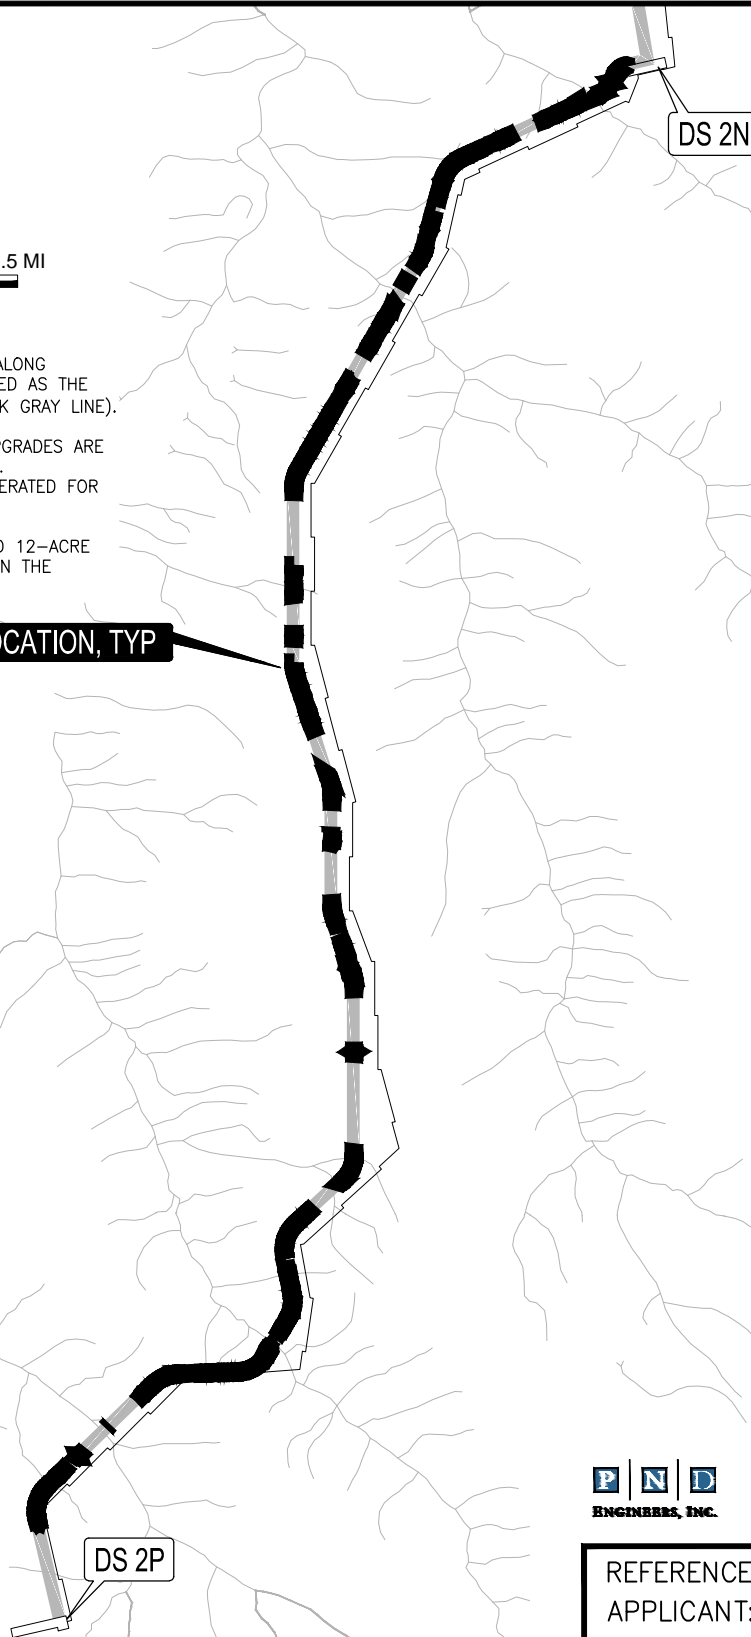 DS 2N
.5 MI
ALONG
ED AS THE
K GRAY LINE).
PGRADES ARE
.
ERATED FOR
D 12–ACRE
N THE
OCATION, TYP
P N D
ENGINEERS, INC.
DS 2P
REFERENCE
APPLICANT: